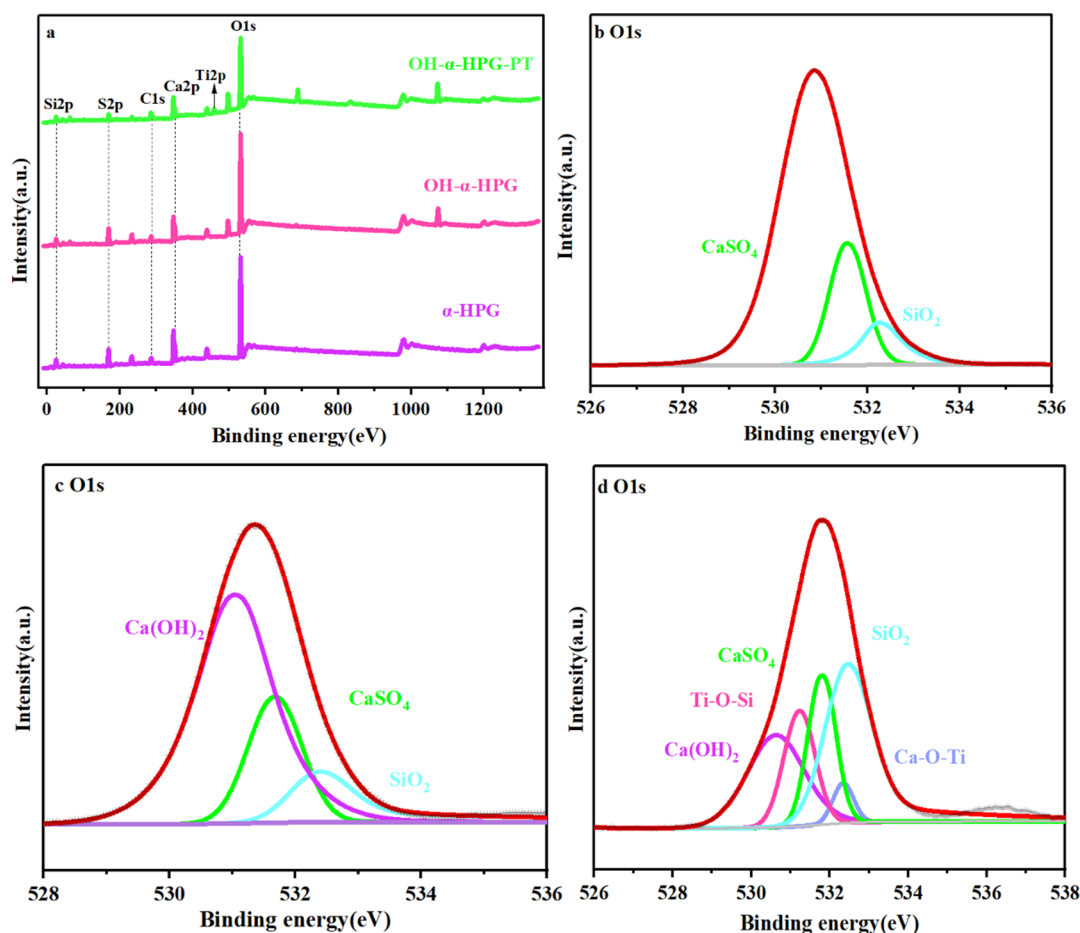 a
O1s
OH-α-HPG-PT
Ti2p
Ca2p
C1s
S2p
Si2p
OH-α-HPG
α-HPG
Intensity(a.u.)
0 200 400 600 800 1000 1200
Binding energy(eV)
b O1s
CaSO₄
SiO₂
Intensity(a.u.)
526 528 530 532 534 536
Binding energy(eV)
c O1s
Ca(OH)₂
CaSO₄
SiO₂
Intensity(a.u.)
528 530 532 534 536
Binding energy(eV)
d O1s
SiO₂
CaSO₄
Ti-O-Si
Ca(OH)₂
Ca-O-Ti
Intensity(a.u.)
526 528 530 532 534 536 538
Binding energy(eV)